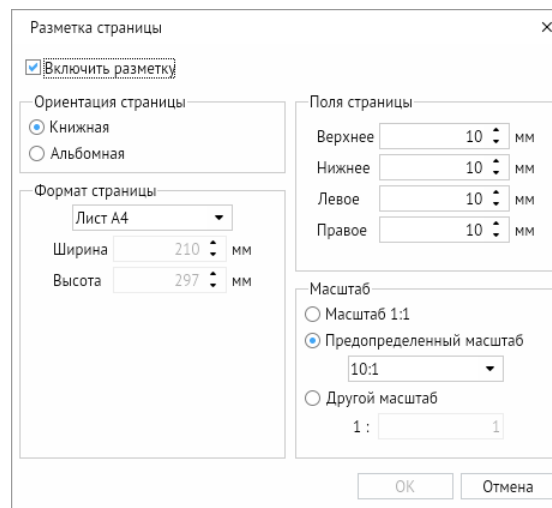 Разметка страницы
Включить разметку
Ориентация страницы
Книжная
Альбомная
Формат страницы
Лист А4
Ширина 210 мм
Высота 297 мм
Поля страницы
Верхнее 10 мм
Нижнее 10 мм
Левое 10 мм
Правое 10 мм
Масштаб
Масштаб 1:1
Предопределенный масштаб
10:1
Другой масштаб
1 : 1
OK Отмена